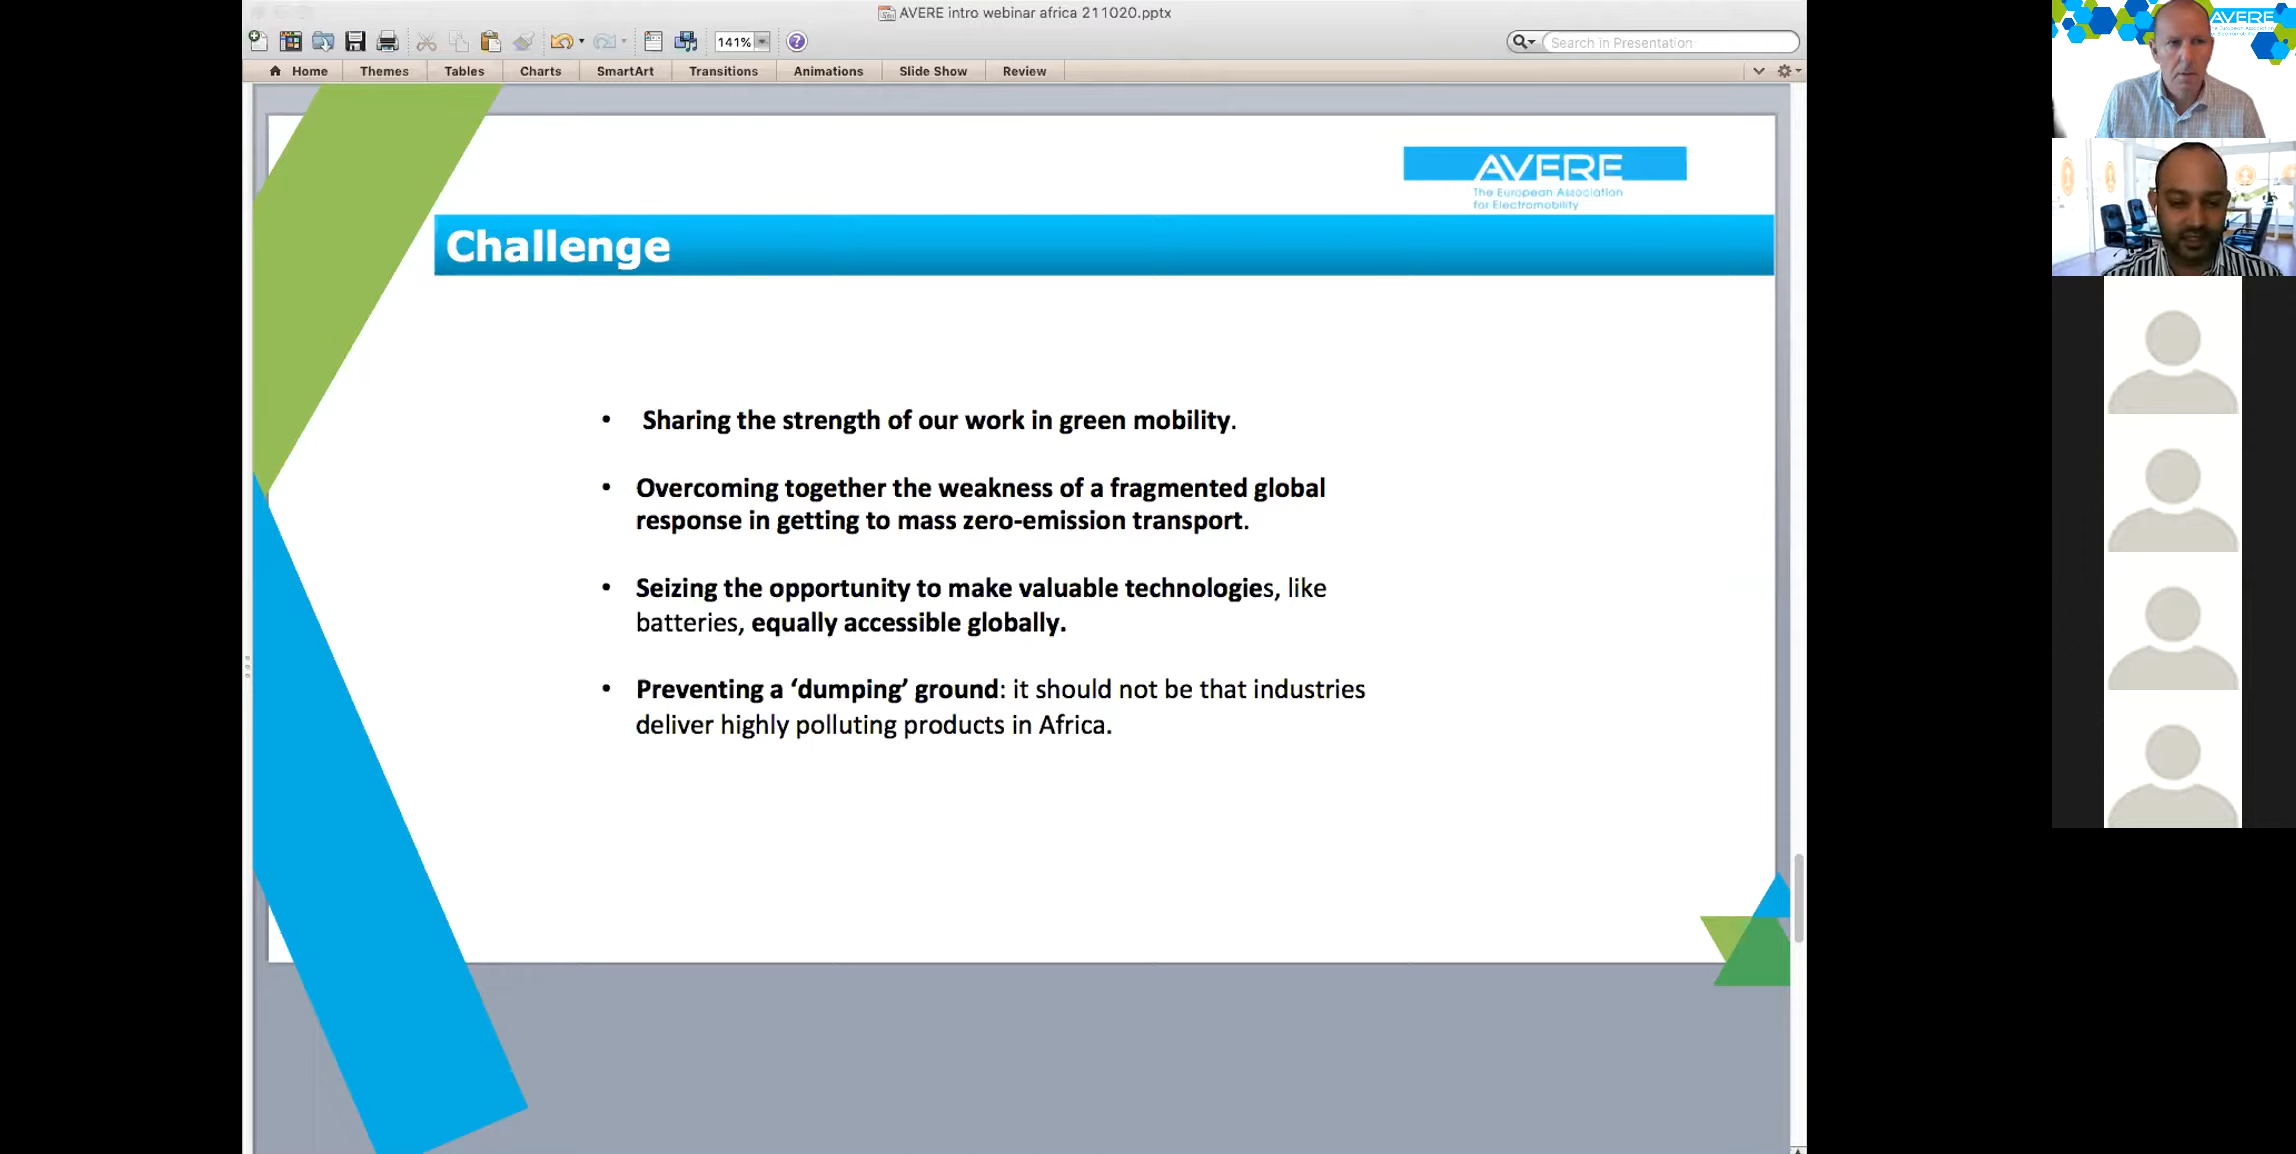 AVERE intro webinar africa 211020.pptx
141%
Search in Presentation
Home Themes Tables Charts SmartArt Transitions Animations Slide Show Review
AVERE
The European Association
for Electromobility
Challenge
• Sharing the strength of our work in green mobility.
• Overcoming together the weakness of a fragmented global
response in getting to mass zero-emission transport.
• Seizing the opportunity to make valuable technologies, like
batteries, equally accessible globally.
• Preventing a ‘dumping’ ground: it should not be that industries
deliver highly polluting products in Africa.
AVERE